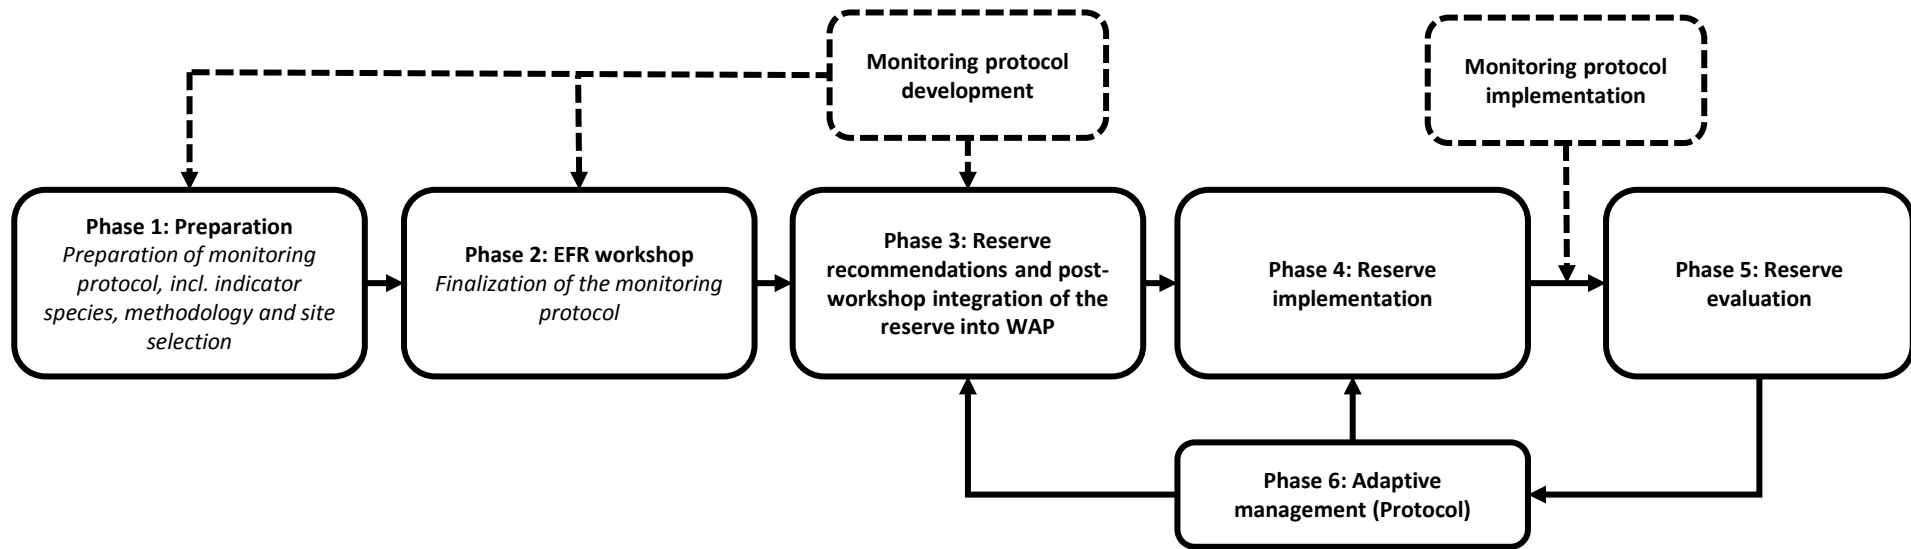 Monitoring protocol
development
Monitoring protocol
implementation
Phase 1: Preparation
Preparation of monitoring
protocol, incl. indicator
species, methodology and site
selection
Phase 2: EFR workshop
Finalization of the monitoring
protocol
Phase 3: Reserve
recommendations and post-
workshop integration of the
reserve into WAP
Phase 4: Reserve
implementation
Phase 5: Reserve
evaluation
Phase 6: Adaptive
management (Protocol)